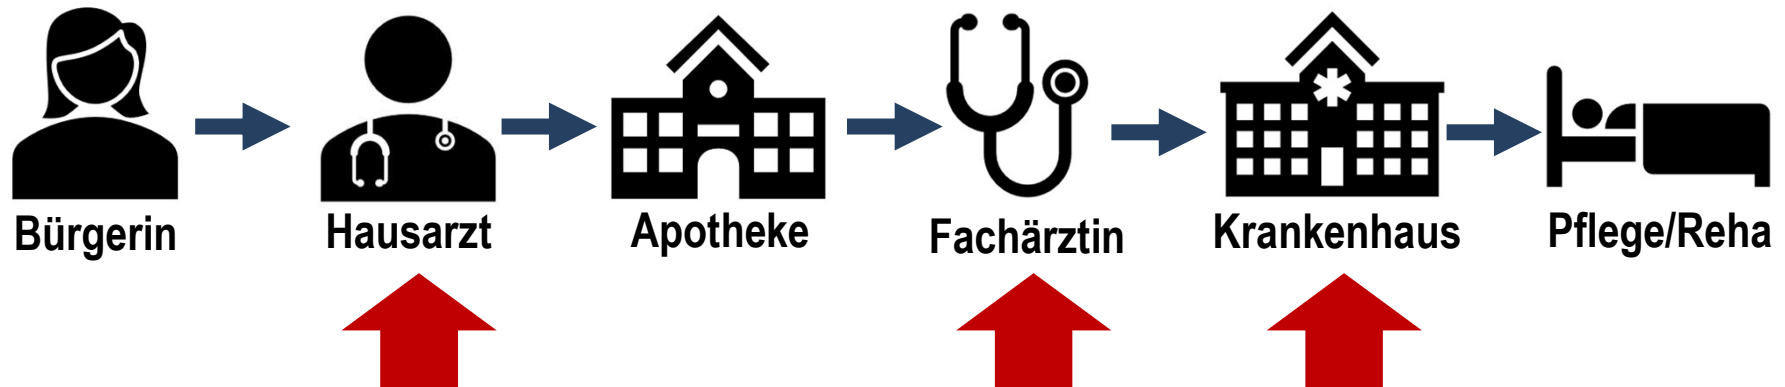 Bürgerin
Hausarzt
Apotheke
Fachärztin
Krankenhaus
Pflege/Reha